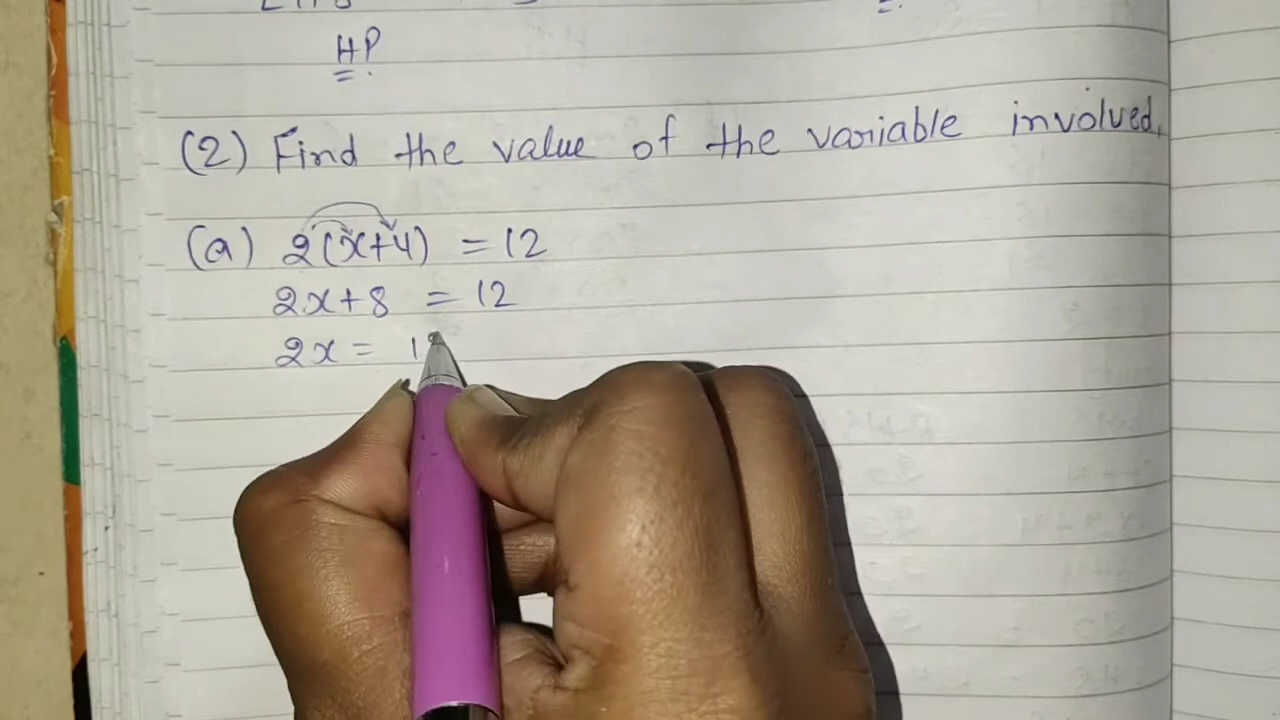 HP
(2) Find the value of the variable involved.
(a) 2(x+4) = 12
2x+8 = 12
2x = 1